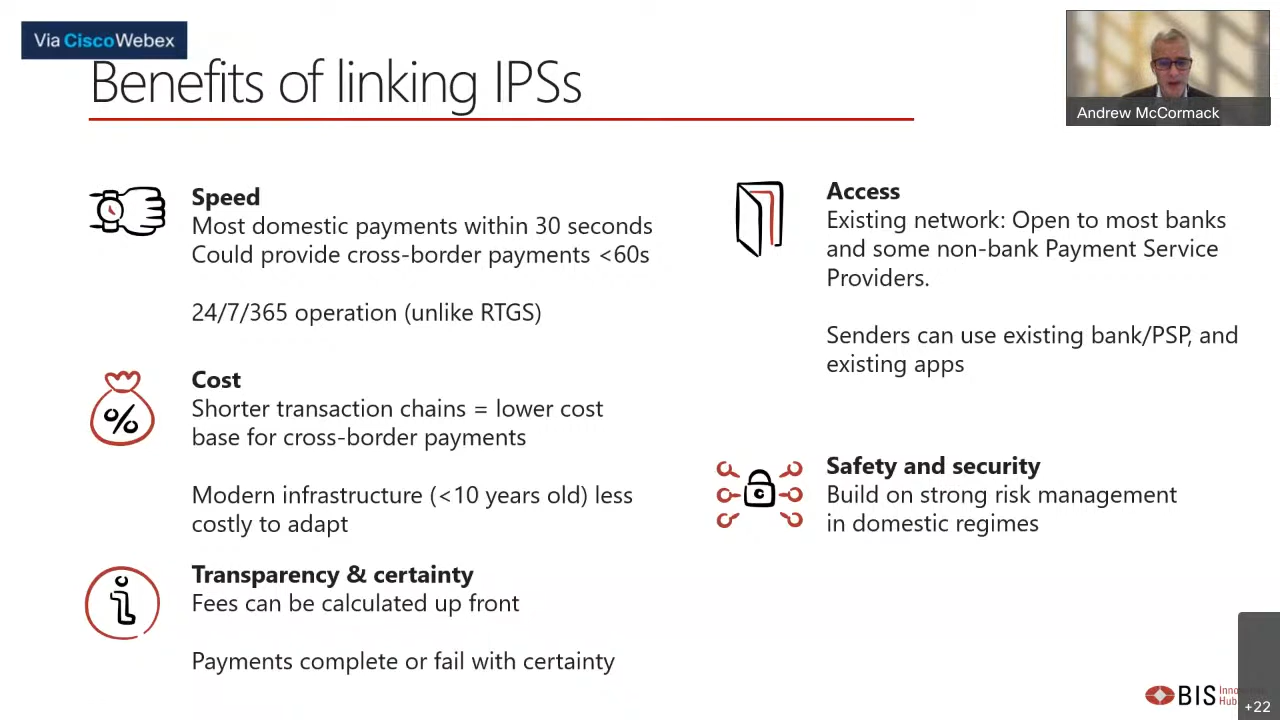 Via CiscoWebex
Benefits of linking IPSs
Andrew McCormack
Speed
Most domestic payments within 30 seconds
Could provide cross-border payments <60s
24/7/365 operation (unlike RTGS)
Cost
Shorter transaction chains = lower cost
base for cross-border payments
Modern infrastructure (<10 years old) less
costly to adapt
Transparency & certainty
Fees can be calculated up front
Payments complete or fail with certainty
Access
Existing network: Open to most banks
and some non-bank Payment Service
Providers.
Senders can use existing bank/PSP, and
existing apps
Safety and security
Build on strong risk management
in domestic regimes
%
BIS
Hub
+22